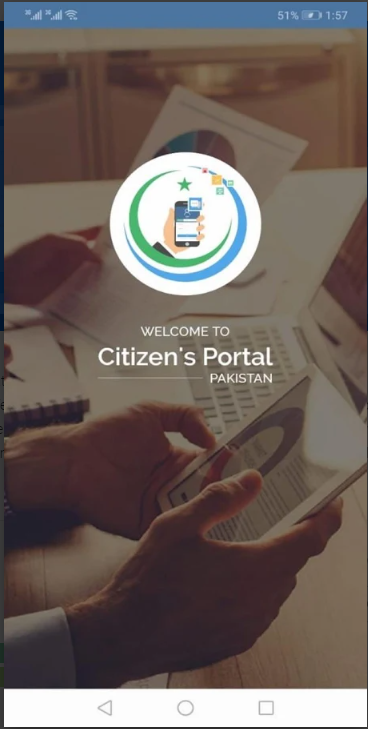 51% 1:57
WELCOME TO
Citizen's Portal
PAKISTAN